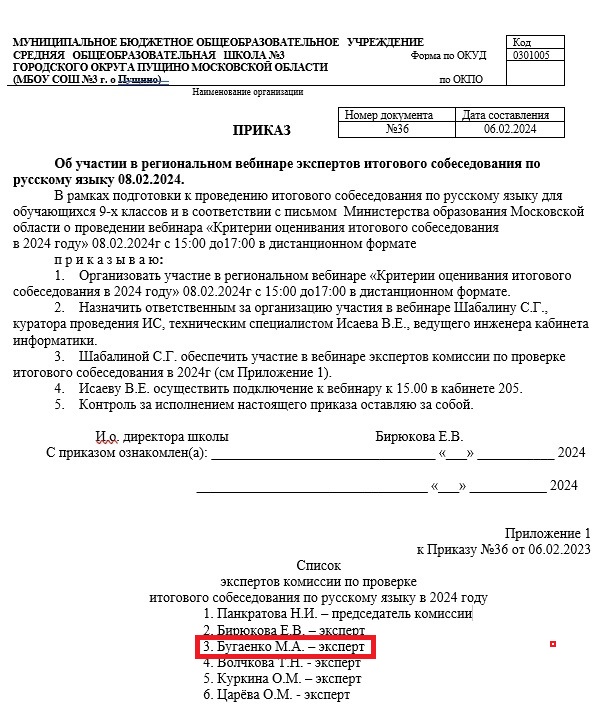 МУНИЦИПАЛЬНОЕ БЮДЖЕТНОЕ ОБЩЕОБРАЗОВАТЕЛЬНОЕ УЧРЕЖДЕНИЕ
СРЕДНЯЯ ОБЩЕОБРАЗОВАТЕЛЬНАЯ ШКОЛА №3
ГОРОДСКОГО ОКРУГА ПУЩИНО МОСКОВСКОЙ ОБЛАСТИ
(МБОУ СОШ №3 г. о Пущино)
Форма по ОКУД
по ОКПО
Код
0301005
Наименование организации
Номер документа Дата составления
№36 06.02.2024
ПРИКАЗ
Об участии в региональном вебинаре экспертов итогового собеседования по
русскому языку 08.02.2024.
В рамках подготовки к проведению итогового собеседования по русскому языку для
обучающихся 9-х классов и в соответствии с письмом Министерства образования Московской
области о проведении вебинара «Критерии оценивания итогового собеседования
в 2024 году» 08.02.2024г с 15:00 до17:00 в дистанционном формате
п р и к а з ы в а ю:
1. Организовать участие в региональном вебинаре «Критерии оценивания итогового
собеседования в 2024 году» 08.02.2024г с 15:00 до17:00 в дистанционном формате.
2. Назначить ответственным за организацию участия в вебинаре Шабалину С.Г.,
куратора проведения ИС, техническим специалистом Исаева В.Е., ведущего инженера кабинета
информатики.
3. Шабалиной С.Г. обеспечить участие в вебинаре экспертов комиссии по проверке
итогового собеседования в 2024г (см Приложение 1).
4. Исаеву В.Е. осуществить подключение к вебинару к 15.00 в кабинете 205.
5. Контроль за исполнением настоящего приказа оставляю за собой.
И.о. директора школы Бирюкова Е.В.
С приказом ознакомлен(а): ________________________________ «___» ___________ 2024
_________________________________ «___» ___________ 2024
Приложение 1
к Приказу №36 от 06.02.2023
Список
экспертов комиссии по проверке
итогового собеседования по русскому языку в 2024 году
1. Панкратова Н.И. – председатель комиссии
2. Бирюкова Е.В. – эксперт
3. Бугаенко М.А. – эксперт
4. Волчкова Т.Н. - эксперт
5. Куркина О.М. – эксперт
6. Царёва О.М. - эксперт